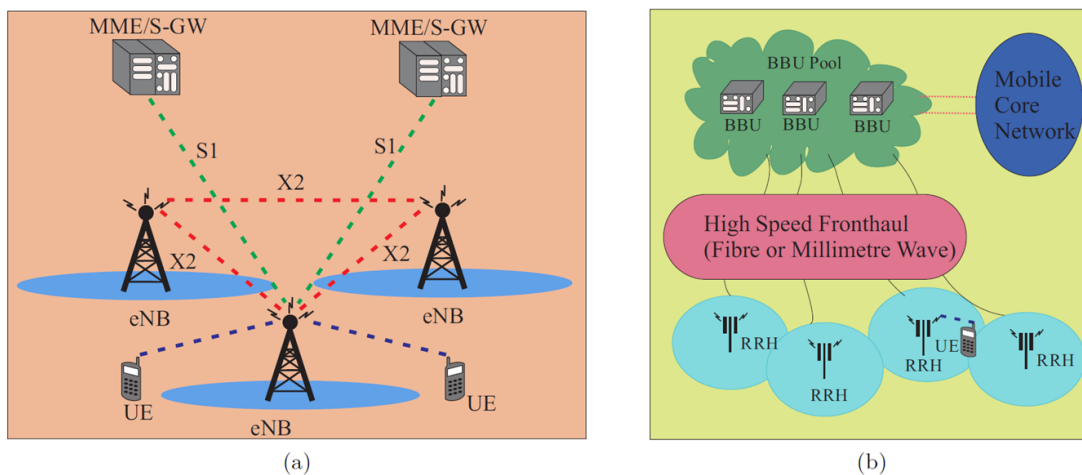 MME/S-GW
MME/S-GW
S1
S1
X2
X2
X2
eNB
eNB
UE
UE
eNB
(a)
BBU Pool
BBU
BBU
BBU
Mobile
Core
Network
High Speed Fronthaul
(Fibre or Millimetre Wave)
RRH
RRH
UE
RRH
RRH
(b)